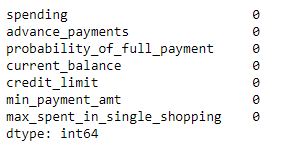 spending 0
advance_payments 0
probability_of_full_payment 0
current_balance 0
credit_limit 0
min_payment_amt 0
max_spent_in_single_shopping 0
dtype: int64